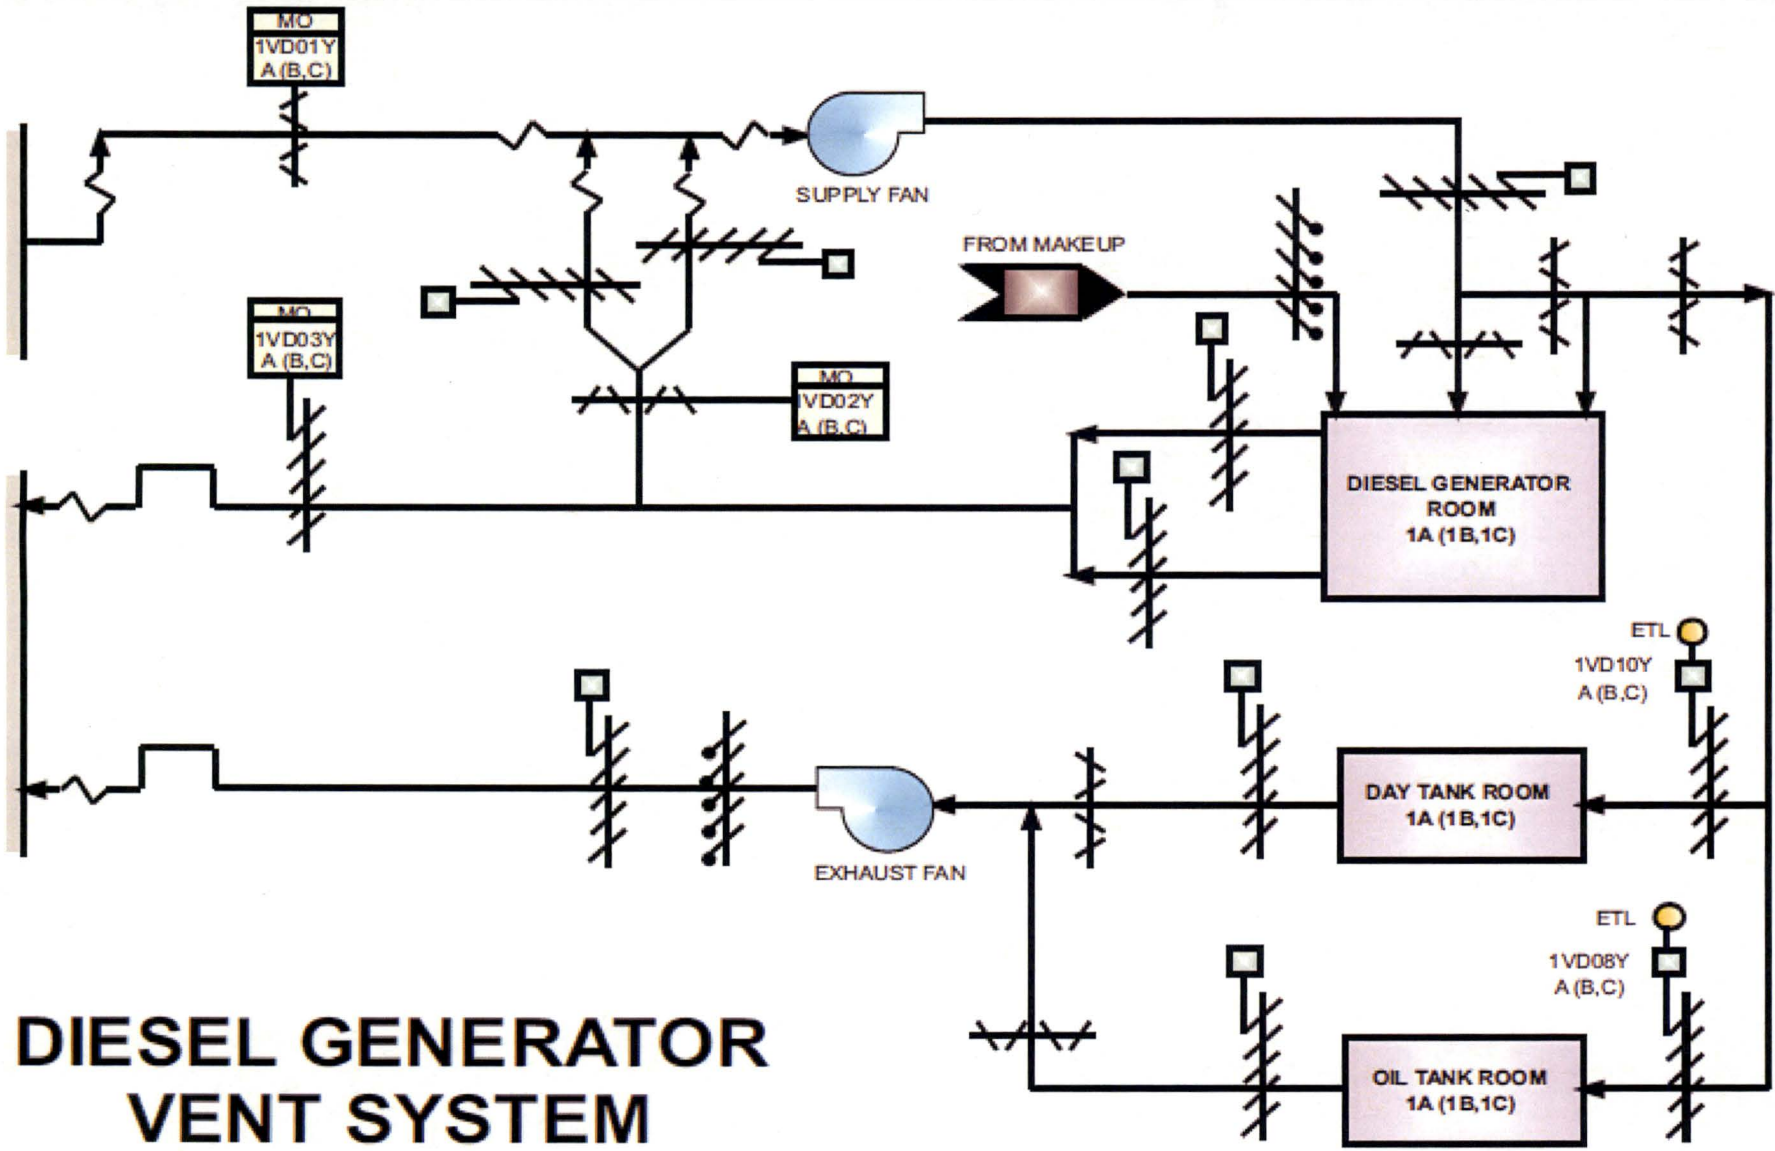 MO
1VD01Y
A (B,C)
SUPPLY FAN
FROM MAKEUP
MO
1VD03Y
A (B,C)
MO
1VD02Y
A (B,C)
DIESEL GENERATOR
ROOM
1A (1B,1C)
ETL
1VD10Y
A (B,C)
DAY TANK ROOM
1A (1B,1C)
EXHAUST FAN
ETL
1VD08Y
A (B,C)
OIL TANK ROOM
1A (1B,1C)
DIESEL GENERATOR
VENT SYSTEM